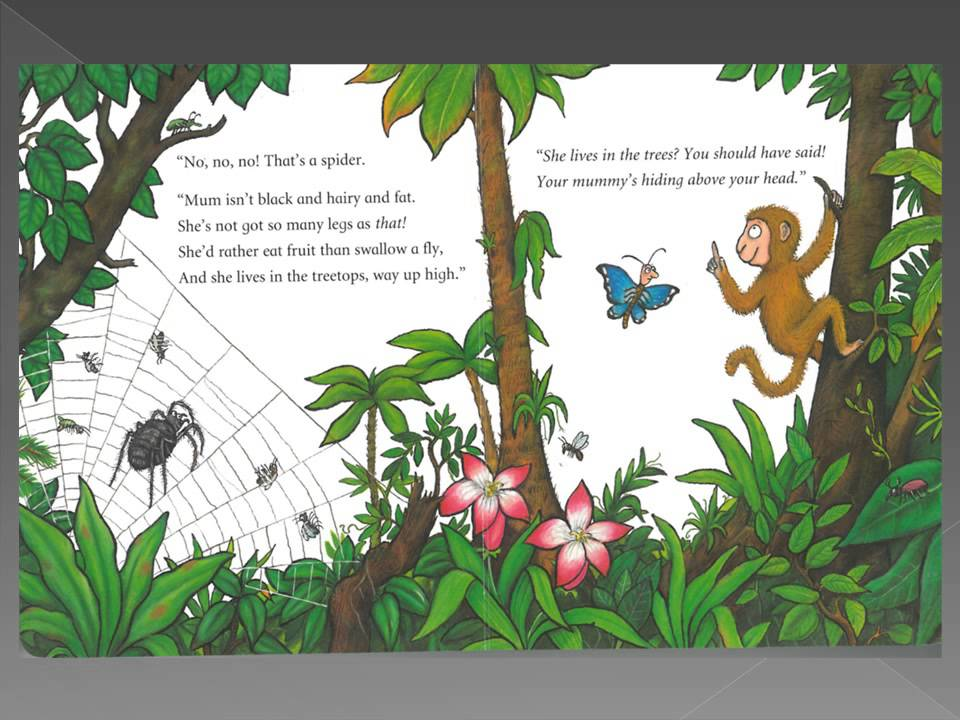 “No, no, no! That’s a spider.
“Mum isn’t black and hairy and fat.
She’s not got so many legs as that!
She’d rather eat fruit than swallow a fly,
And she lives in the treetops, way up high.”
“She lives in the trees? You should have said!
Your mummy’s hiding above your head.”